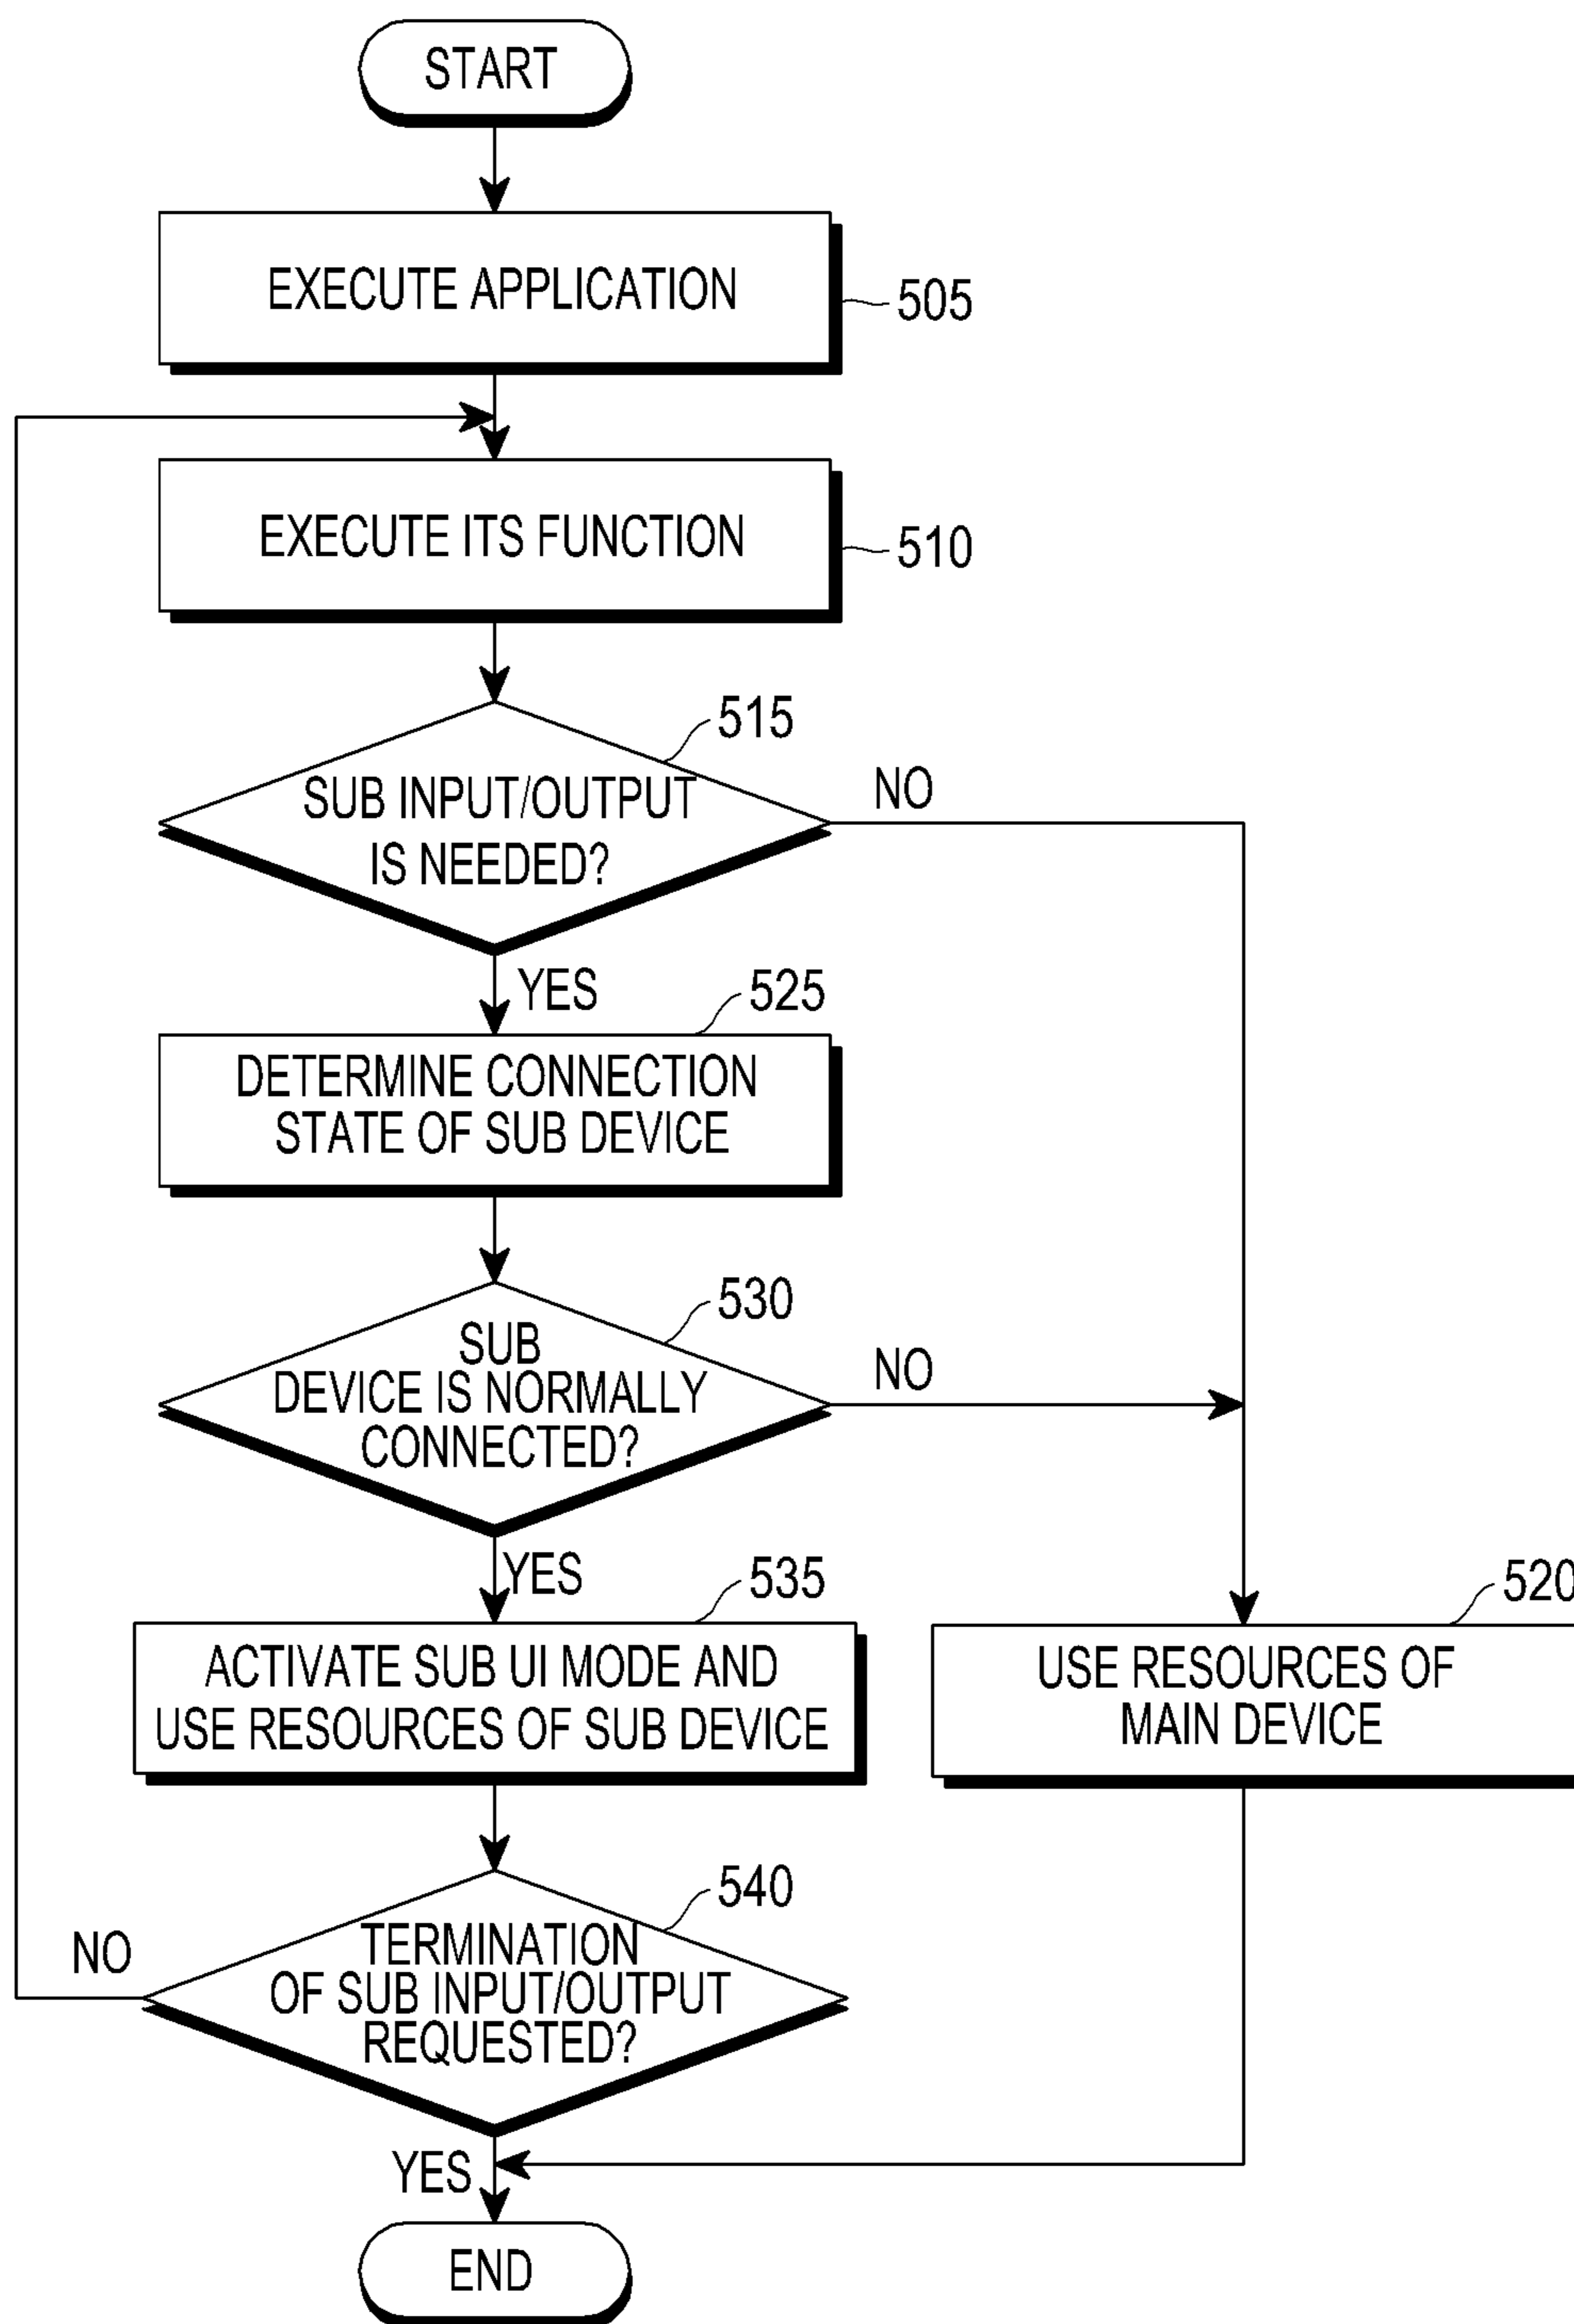 START
EXECUTE APPLICATION
505
EXECUTE ITS FUNCTION
510
515
SUB INPUT/OUTPUT
IS NEEDED?
NO
YES
525
DETERMINE CONNECTION
STATE OF SUB DEVICE
530
SUB
DEVICE IS NORMALLY
CONNECTED?
NO
YES
535
ACTIVATE SUB UI MODE AND
USE RESOURCES OF SUB DEVICE
520
USE RESOURCES OF
MAIN DEVICE
540
TERMINATION
OF SUB INPUT/OUTPUT
REQUESTED?
NO
YES
END